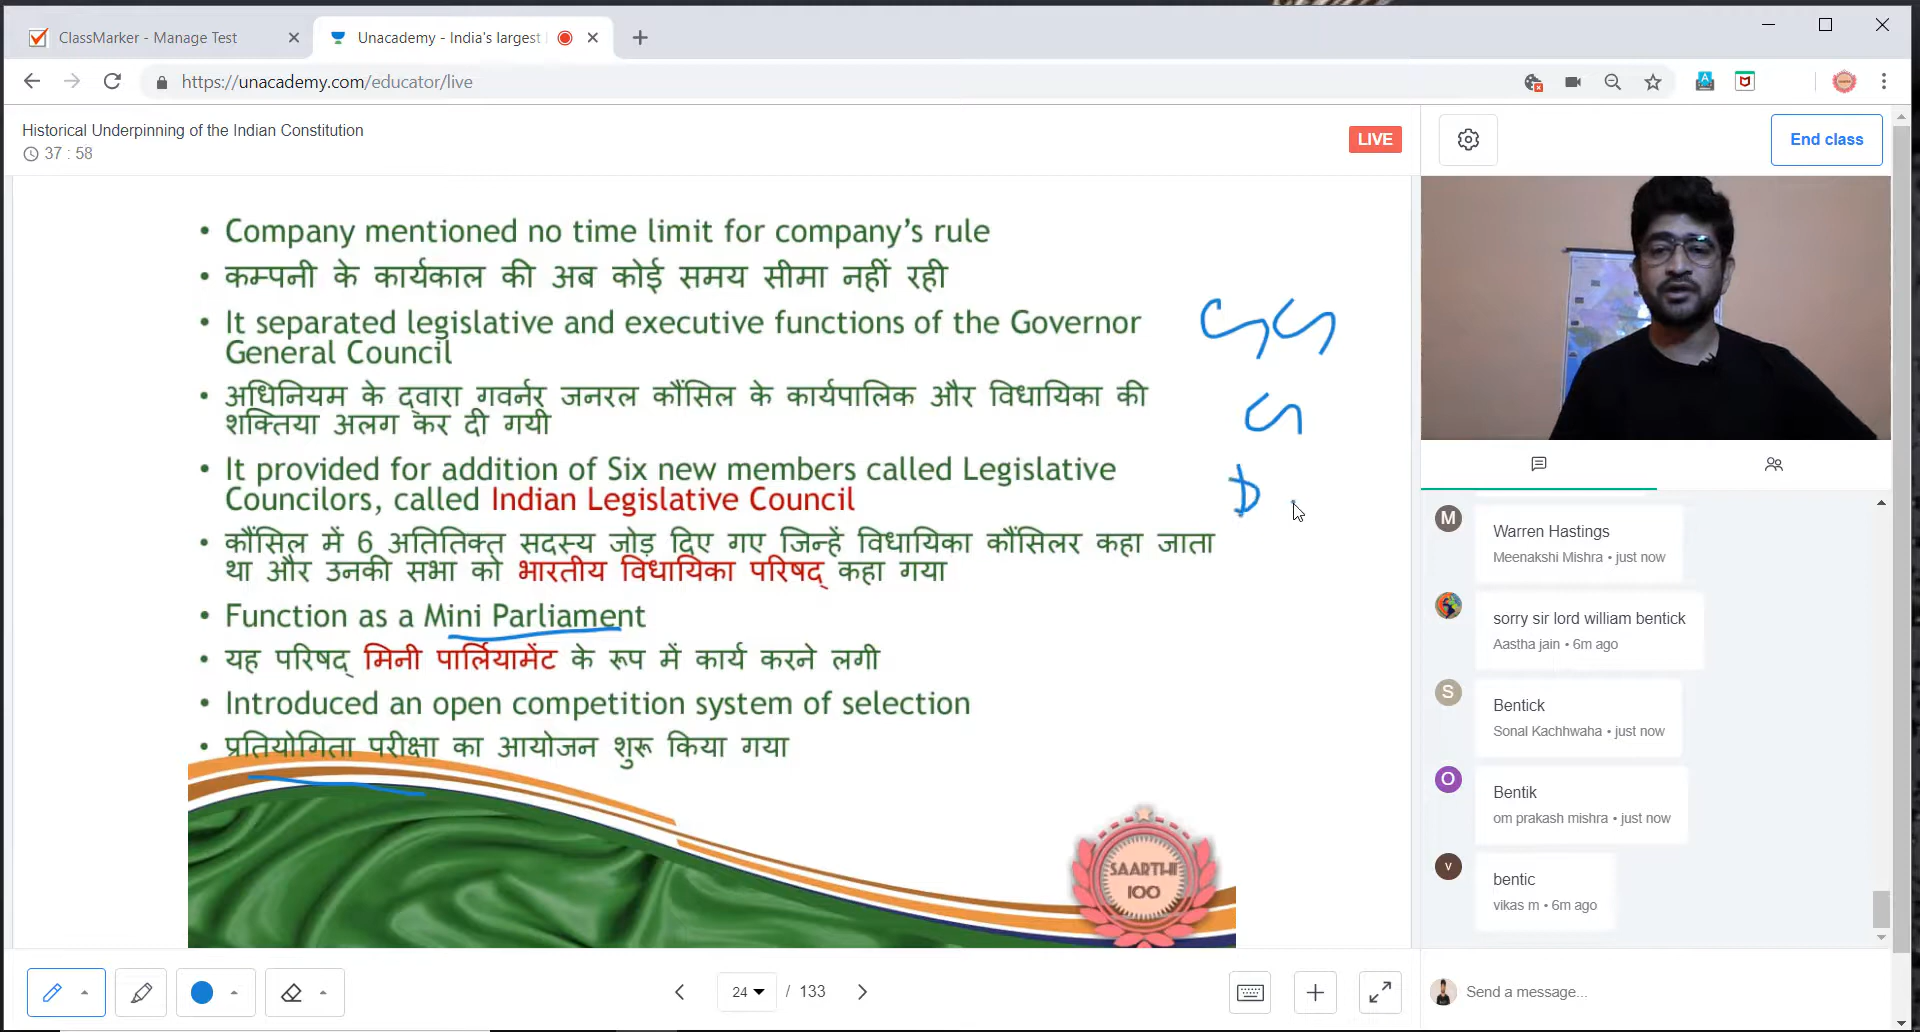 ClassMarker - Manage Test
Unacademy - India's largest
https://unacademy.com/educator/live
Historical Underpinning of the Indian Constitution
37 : 58
LIVE
End class
• Company mentioned no time limit for company's rule
• कम्पनी के कार्यकाल की अब कोई समय सीमा नहीं रही
• It separated legislative and executive functions of the Governor
General Council
• अधिनियम के द्वारा गवर्नर जनरल कौंसिल के कार्यपालिक और विधायिका की
शक्तिया अलग कर दी गयी
• It provided for addition of Six new members called Legislative
Councilors, called Indian Legislative Council
• कौंसिल में 6 अतितिक्त सदस्य जोड़ दिए गए जिन्हें विधायिका कौंसिलर कहा जाता
था और उनकी सभा को भारतीय विधायिका परिषद् कहा गया
• Function as a Mini Parliament
• यह परिषद् मिनी पार्लियामेंट के रूप में कार्य करने लगी
• Introduced an open competition system of selection
• प्रतियोगिता परीक्षा का आयोजन शुरू किया गया
GG
G
D
SAARTHI
100
M
Warren Hastings
Meenakshi Mishra • just now
sorry sir lord william bentick
Aastha jain • 6m ago
S
Bentick
Sonal Kachhwaha • just now
O
Bentik
om prakash mishra • just now
v
bentic
vikas m • 6m ago
24 / 133
Send a message...